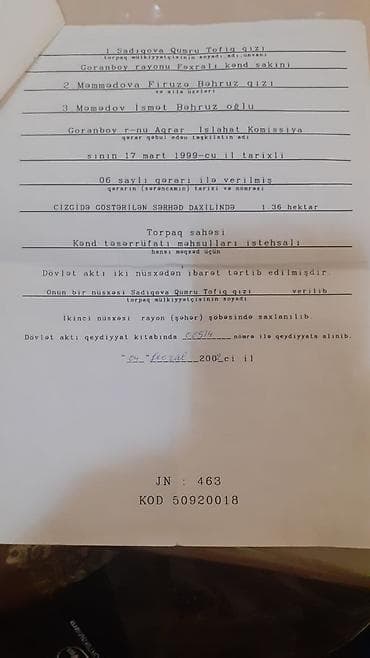 1 Sadıqova Qumru Tofiq qızı
torpaq mülkiyyətçisinin soyadı, adı, ünvanı
Goranboy rayonu Fəxralı kənd sakini
2 Məmmədova Firuzə Bəhruz qızı
və ailə üzvləri
3 Məmədov İsmət Bəhruz oğlu
Goranboy r-nu Aqrar İslahat Komissiya
qərar qəbul edən təşkilatın adı
sının 17 mart 1999-cu il tarixli
06 saylı qərarı ilə verilmiş
qərarın (sərəncamın) tarixi və nömrəsi
CİZGİDƏ GÖSTƏRİLƏN SƏRHƏD DAXİLİNDƏ 1.36 hektar
Torpaq sahəsi
Kənd təsərrüfatı məhsulları istehsalı
hansı məqsəd üçün
Dövlət aktı iki nüsxədən ibarət tərtib edilmişdir.
Onun bir nüsxəsi Sadıqova Qumru Tofiq qızı verilib
torpaq mülkiyyətçisinin soyadı
İkinci nüsxəsi rayon (şəhər) şöbəsində saxlanılıb.
Dövlət aktı qeydiyyat kitabında nömrə ilə qeydiyyata alınıb.
"04" 200 ci il
JN : 463
KOD 50920018